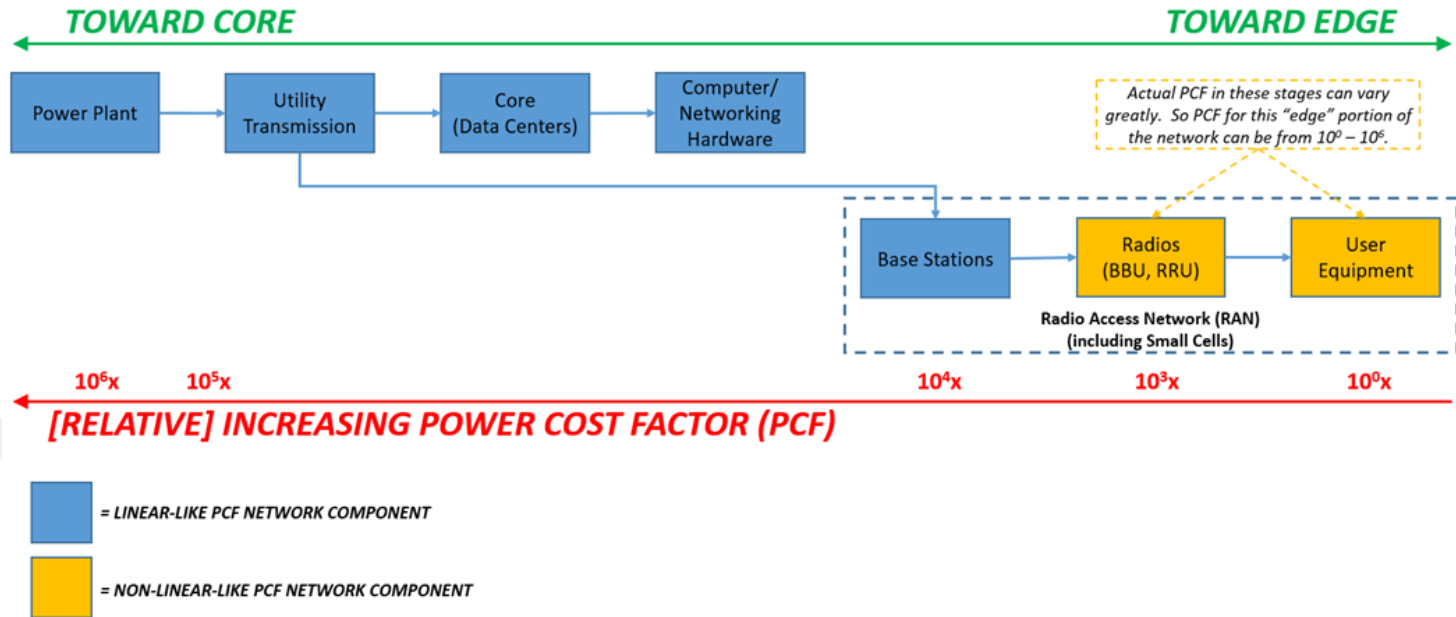 TOWARD CORE
TOWARD EDGE
Power Plant
Utility
Transmission
Core
(Data Centers)
Computer/
Networking
Hardware
Actual PCF in these stages can vary
greatly. So PCF for this “edge” portion of
the network can be from 10⁰ – 10⁶.
Base Stations
Radios
(BBU, RRU)
User
Equipment
Radio Access Network (RAN)
(including Small Cells)
10⁶x
10⁵x
10⁴x
10³x
10⁰x
[RELATIVE] INCREASING POWER COST FACTOR (PCF)
= LINEAR-LIKE PCF NETWORK COMPONENT
= NON-LINEAR-LIKE PCF NETWORK COMPONENT